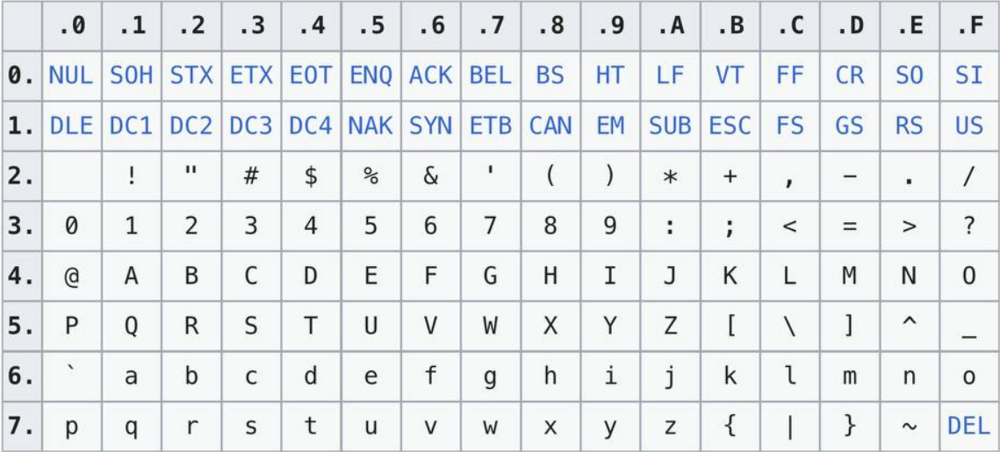 .0 .1 .2 .3 .4 .5 .6 .7 .8 .9 .A .B .C .D .E .F
0. NUL SOH STX ETX EOT ENQ ACK BEL BS HT LF VT FF CR SO SI
1. DLE DC1 DC2 DC3 DC4 NAK SYN ETB CAN EM SUB ESC FS GS RS US
2. ! " # $ % & ' ( ) * + , − . /
3. 0 1 2 3 4 5 6 7 8 9 : ; < = > ?
4. @ A B C D E F G H I J K L M N O
5. P Q R S T U V W X Y Z [ \ ] ^ _
6. ` a b c d e f g h i j k l m n o
7. p q r s t u v w x y z { | } ~ DEL